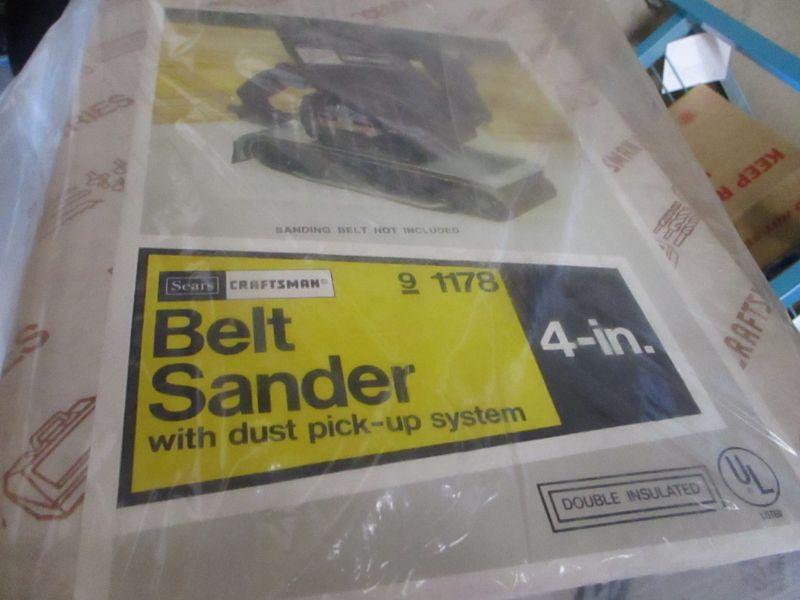 SANDING BELT NOT INCLUDED
Sears CRAFTSMAN®
9 1178
Belt
Sander
with dust pick-up system
4-in.
DOUBLE INSULATED
UL
®
LISTED
KEEP